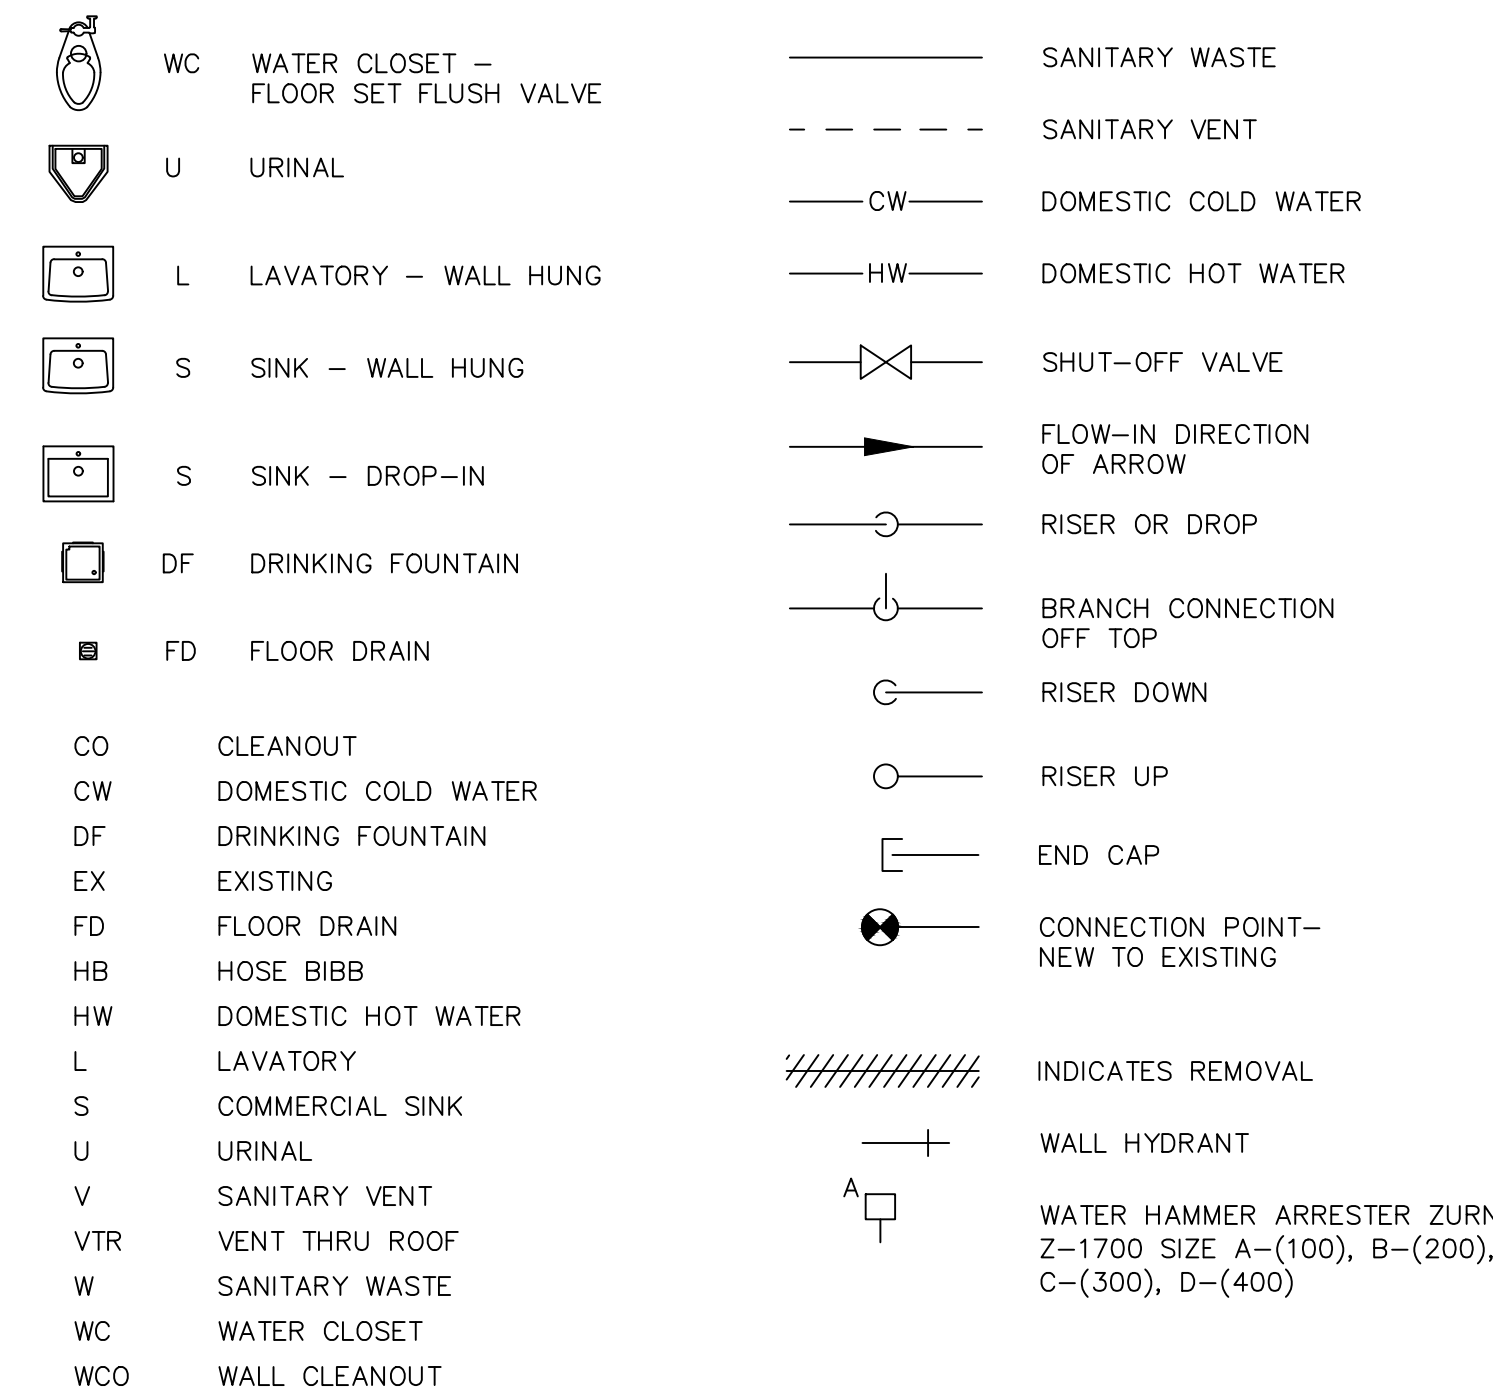 WC WATER CLOSET –
FLOOR SET FLUSH VALVE
U URINAL
L LAVATORY – WALL HUNG
S SINK – WALL HUNG
S SINK – DROP–IN
DF DRINKING FOUNTAIN
FD FLOOR DRAIN
CO CLEANOUT
CW DOMESTIC COLD WATER
DF DRINKING FOUNTAIN
EX EXISTING
FD FLOOR DRAIN
HB HOSE BIBB
HW DOMESTIC HOT WATER
L LAVATORY
S COMMERCIAL SINK
U URINAL
V SANITARY VENT
VTR VENT THRU ROOF
W SANITARY WASTE
WC WATER CLOSET
WCO WALL CLEANOUT
SANITARY WASTE
SANITARY VENT
CW DOMESTIC COLD WATER
HW DOMESTIC HOT WATER
SHUT–OFF VALVE
FLOW–IN DIRECTION
OF ARROW
RISER OR DROP
BRANCH CONNECTION
OFF TOP
RISER DOWN
RISER UP
END CAP
CONNECTION POINT–
NEW TO EXISTING
INDICATES REMOVAL
WALL HYDRANT
A
WATER HAMMER ARRESTER ZURN
Z–1700 SIZE A–(100), B–(200),
C–(300), D–(400)